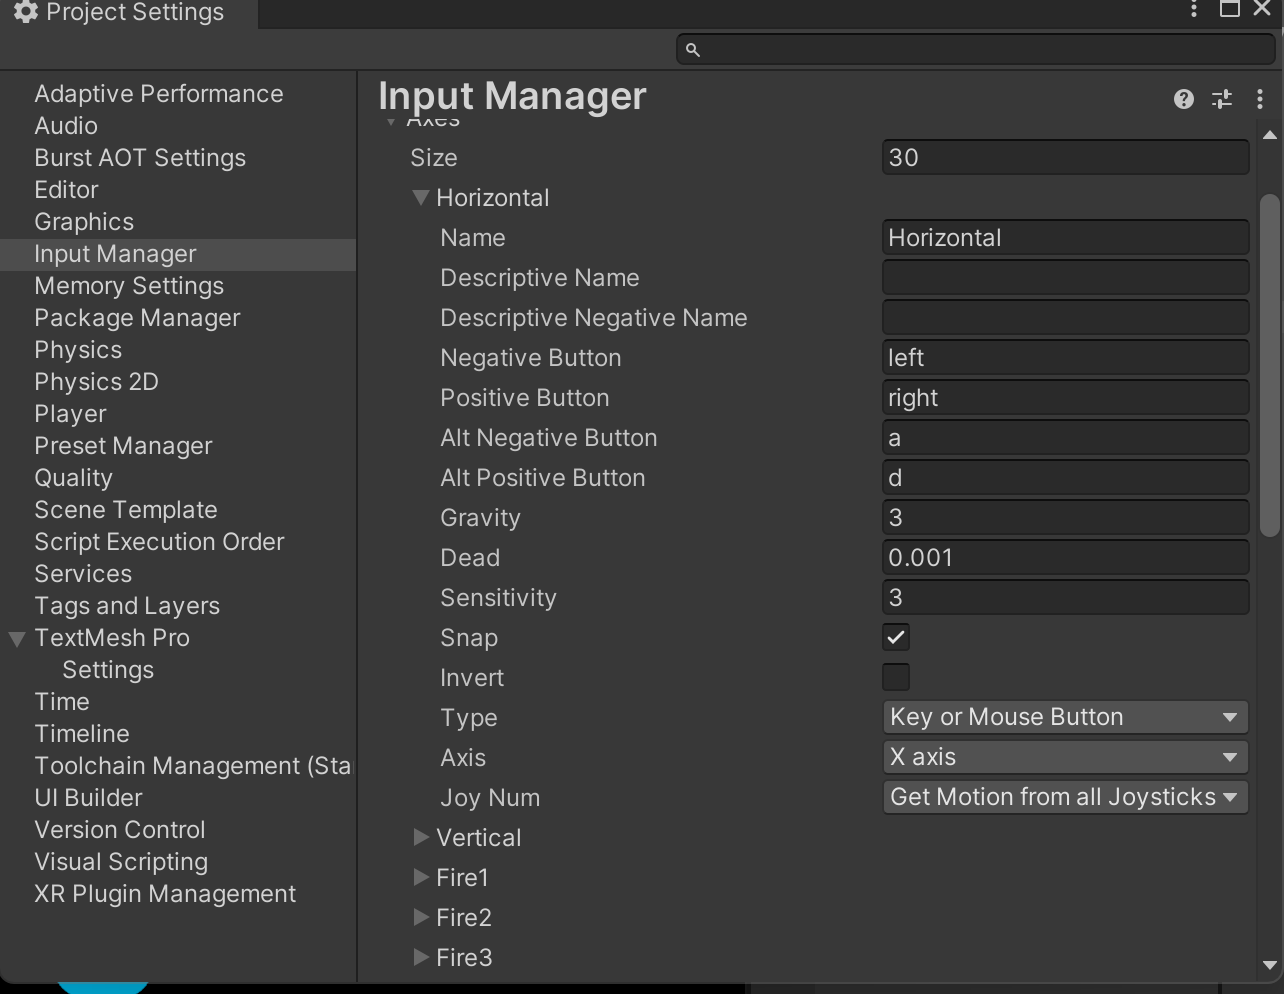 Project Settings
Adaptive Performance
Audio
Burst AOT Settings
Editor
Graphics
Input Manager
Memory Settings
Package Manager
Physics
Physics 2D
Player
Preset Manager
Quality
Scene Template
Script Execution Order
Services
Tags and Layers
TextMesh Pro
Settings
Time
Timeline
Toolchain Management (Sta
UI Builder
Version Control
Visual Scripting
XR Plugin Management
Input Manager
Axes
Size 30
Horizontal
Name Horizontal
Descriptive Name
Descriptive Negative Name
Negative Button left
Positive Button right
Alt Negative Button a
Alt Positive Button d
Gravity 3
Dead 0.001
Sensitivity 3
Snap
Invert
Type Key or Mouse Button
Axis X axis
Joy Num Get Motion from all Joysticks
Vertical
Fire1
Fire2
Fire3